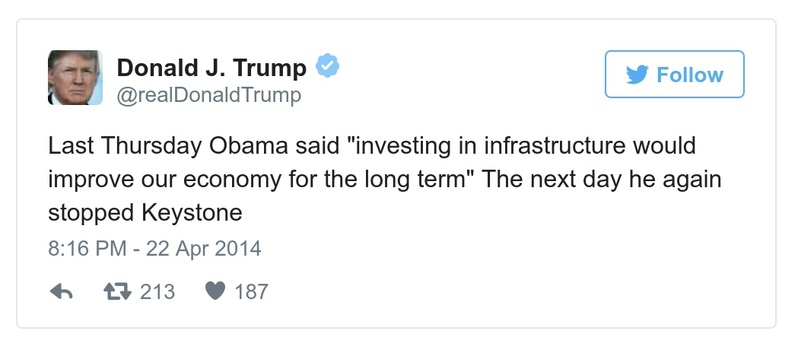 Donald J. Trump
@realDonaldTrump
Follow
Last Thursday Obama said "investing in infrastructure would
improve our economy for the long term" The next day he again
stopped Keystone
8:16 PM - 22 Apr 2014
213 187